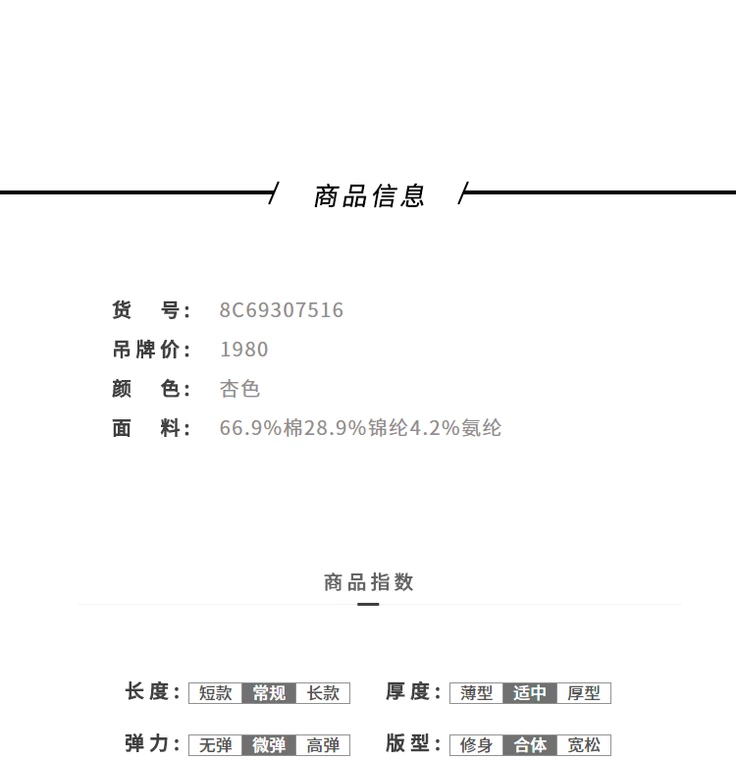 商品信息
货 号: 8C69307516
吊牌价: 1980
颜 色: 杏色
面 料: 66.9%棉28.9%锦纶4.2%氨纶
商品指数
长度: 短款 常规 长款 厚度: 薄型 适中 厚型
弹力: 无弹 微弹 高弹 版型: 修身 合体 宽松